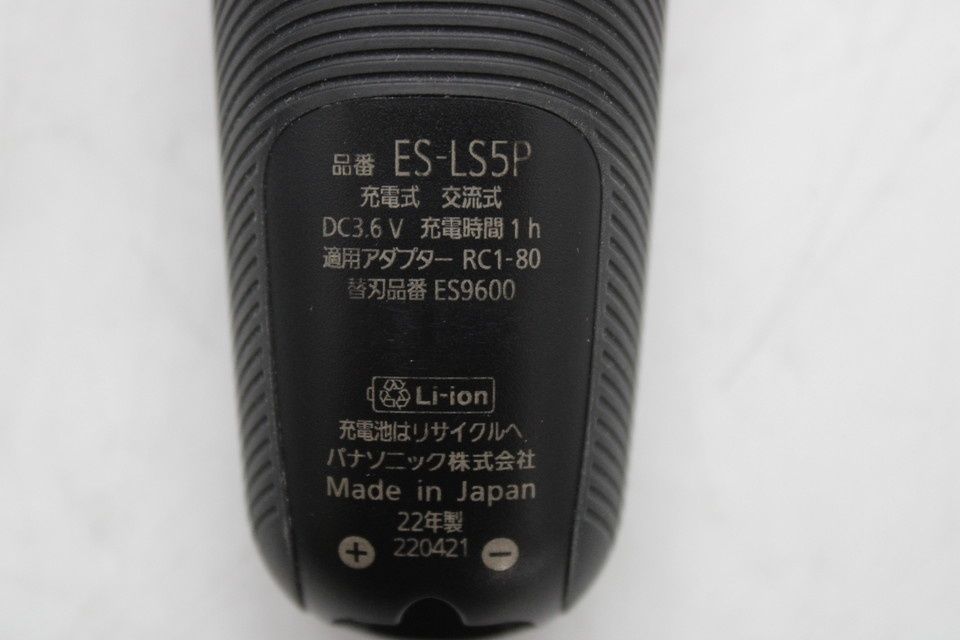 品番 ES-LS5P
充電式 交流式
DC3.6 V 充電時間 1 h
適用アダプター RC1-80
替刃品番 ES9600
Li-ion
充電池はリサイクルへ
パナソニック株式会社
Made in Japan
22年製
+ 220421 −